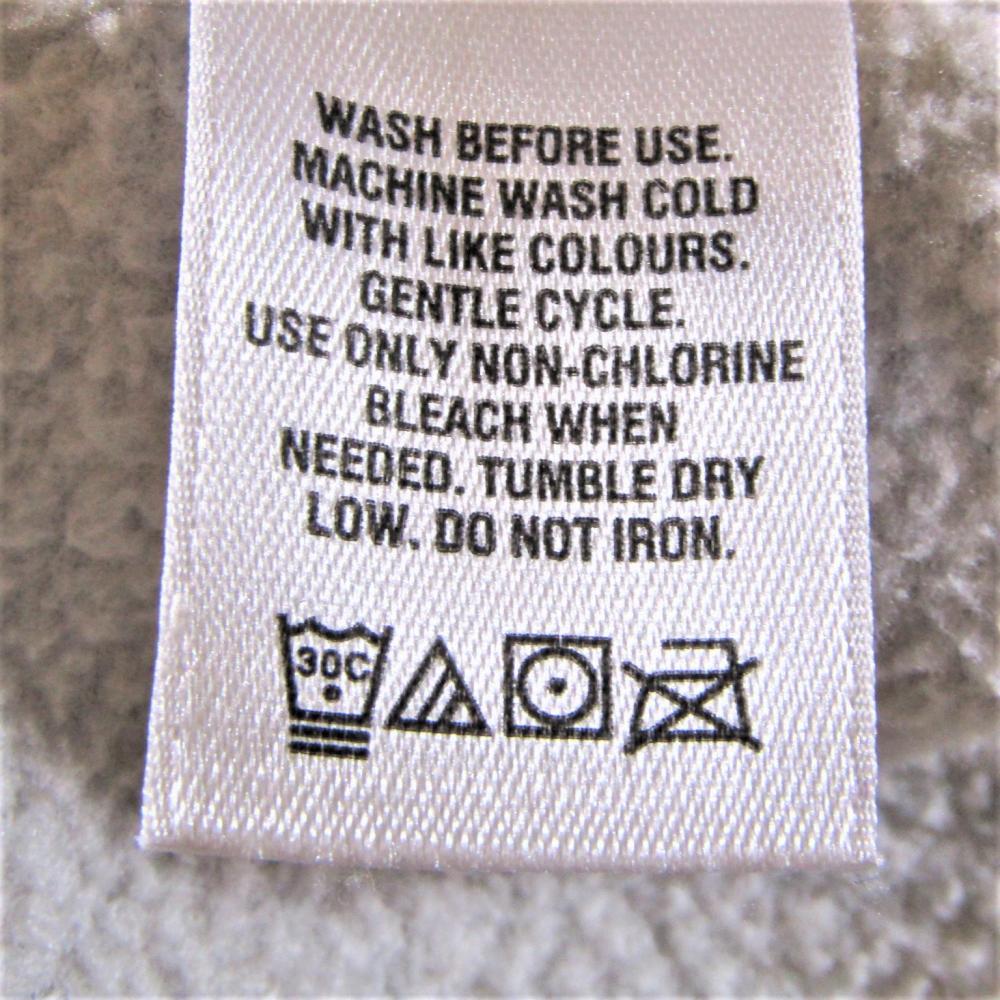 WASH BEFORE USE.
MACHINE WASH COLD
WITH LIKE COLOURS.
GENTLE CYCLE.
USE ONLY NON-CHLORINE
BLEACH WHEN
NEEDED. TUMBLE DRY
LOW. DO NOT IRON.
30C